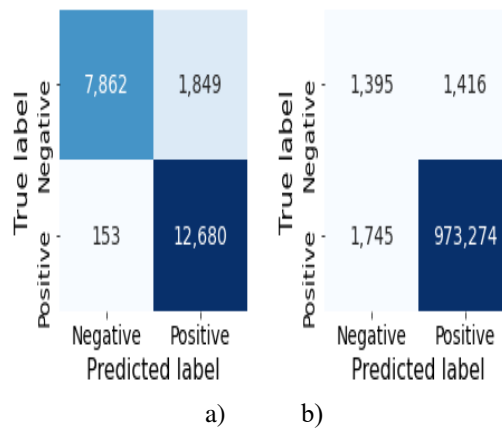 True label
Negative
Positive
7,862 1,849
153 12,680
Negative Positive
Predicted label
a)
True label
Negative
Positive
1,395 1,416
1,745 973,274
Negative Positive
Predicted label
b)